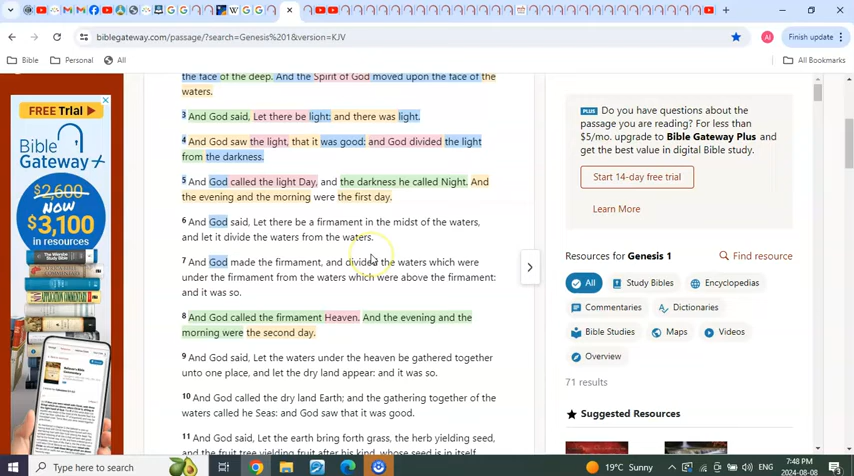 biblegateway.com/passage/?search=Genesis%201&version=KJV
Finish update
Bible
Personal
All
All Bookmarks
the face of the deep. And the Spirit of God moved upon the face of the
waters.
3 And God said, Let there be light: and there was light.
4 And God saw the light, that it was good: and God divided the light
from the darkness.
5 And God called the light Day, and the darkness he called Night. And
the evening and the morning were the first day.
6 And God said, Let there be a firmament in the midst of the waters,
and let it divide the waters from the waters.
7 And God made the firmament, and divided the waters which were
under the firmament from the waters which were above the firmament:
and it was so.
8 And God called the firmament Heaven. And the evening and the
morning were the second day.
9 And God said, Let the waters under the heaven be gathered together
unto one place, and let the dry land appear: and it was so.
10 And God called the dry land Earth; and the gathering together of the
waters called he Seas: and God saw that it was good.
11 And God said, Let the earth bring forth grass, the herb yielding seed,
and the fruit tree yielding fruit after his kind, whose seed is in itself,
FREE Trial
BIBLE
GATEWAY+
$2,600
NOW
$3,100
PLUS Do you have questions about the
passage you are reading? For less than
$5/mo. upgrade to Bible Gateway Plus and
get the best value in digital Bible study.
Start 14-day free trial
Learn More
Resources for Genesis 1
Find resource
All
Study Bibles
Encyclopedias
Commentaries
Dictionaries
Bible Studies
Maps
Videos
Overview
71 results
Suggested Resources
Type here to search
19°C Sunny
ENG
7:48 PM
2024-08-08